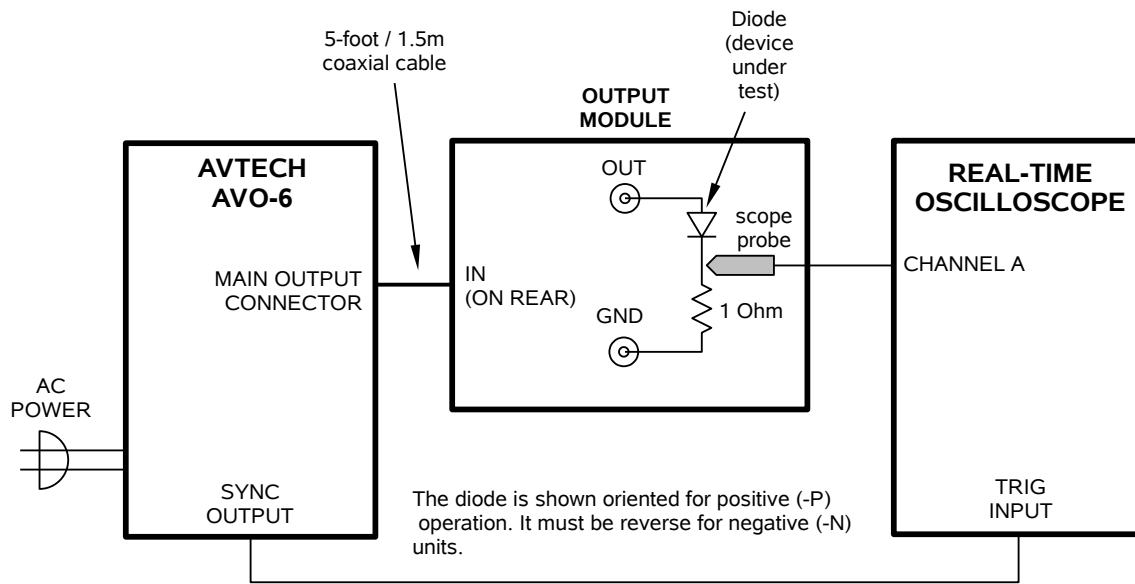 5-foot / 1.5m
coaxial cable
Diode
(device
under
test)
OUTPUT
MODULE
AVTECH
AVO-6
OUT
REAL-TIME
OSCILLOSCOPE
scope
probe
MAIN OUTPUT
CONNECTOR
IN
(ON REAR)
CHANNEL A
1 Ohm
GND
AC
POWER
SYNC
OUTPUT
The diode is shown oriented for positive (-P)
operation. It must be reverse for negative (-N)
units.
TRIG
INPUT